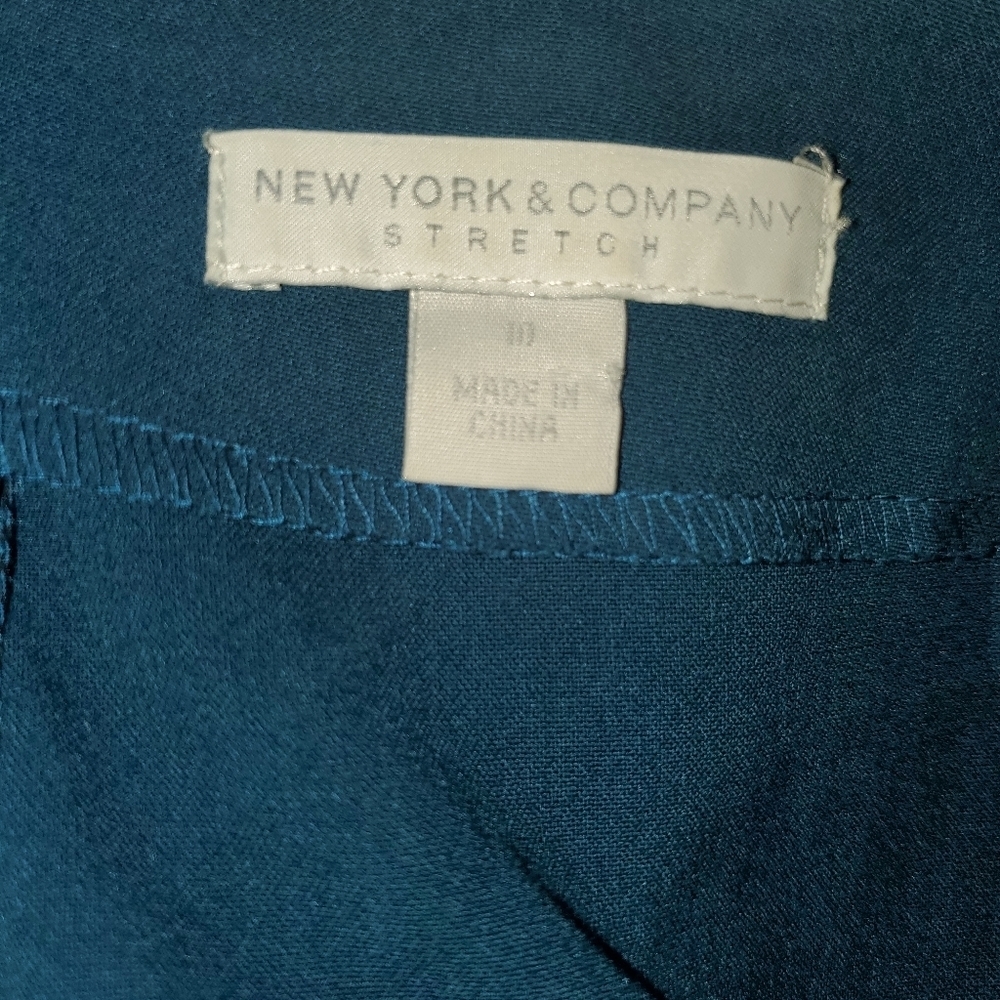 NEW YORK & COMPANY
STRETCH
10
MADE IN
CHINA